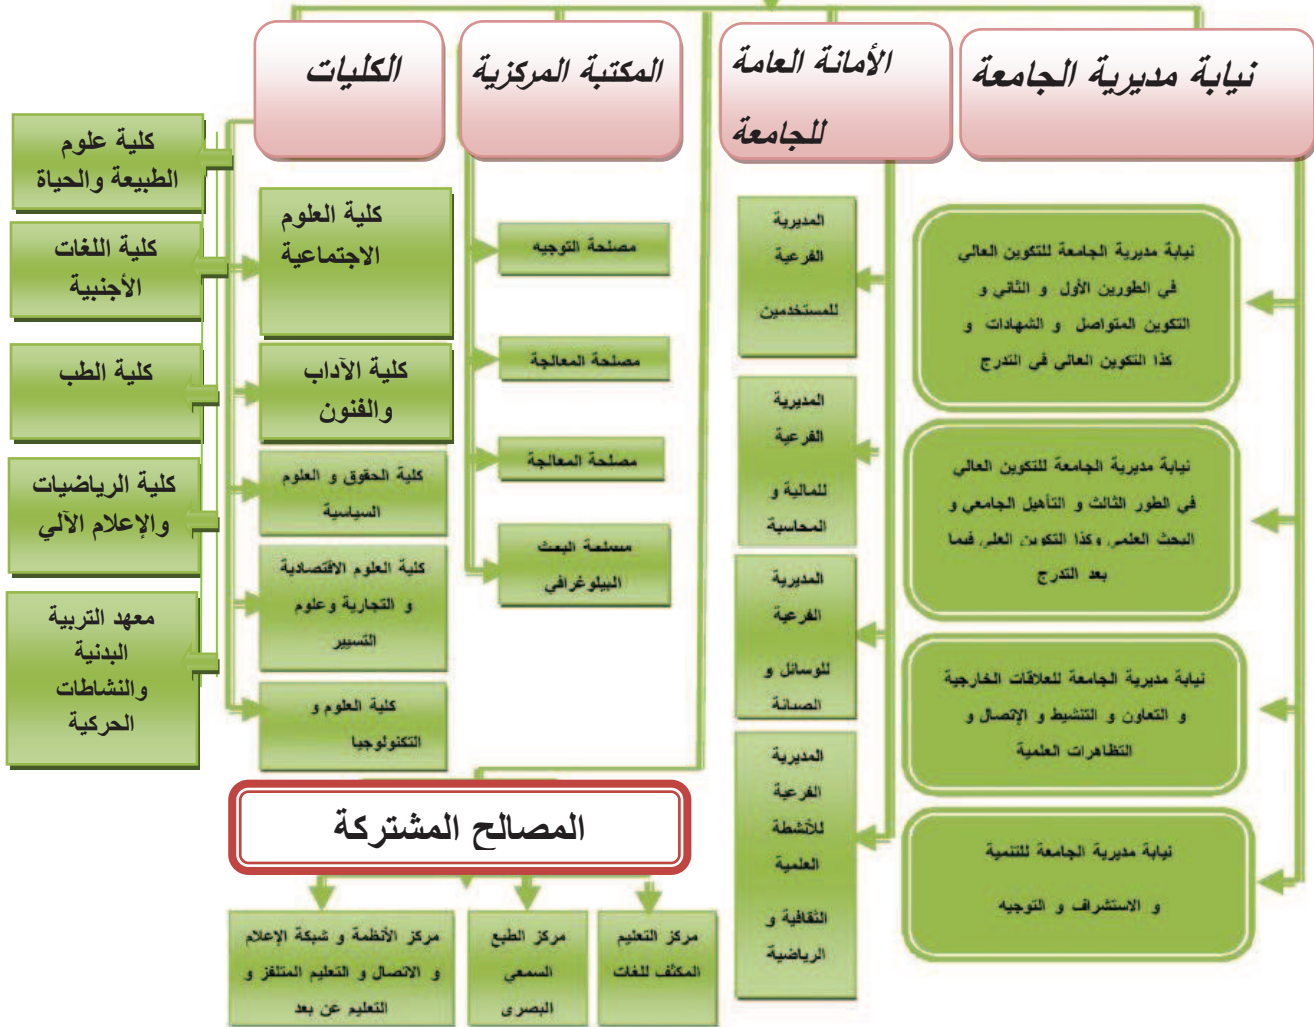 نيابة مديرية الجامعة
الأمانة العامة
للجامعة
المكتبة المركزية
الكليات
نيابة مديرية الجامعة للتكوين العالي
في الطورين الأول و الثاني و
التكوين المتواصل و الشهادات و
كذا التكوين العالي في التدرج
نيابة مديرية الجامعة للتكوين العالي
في الطور الثالث و التأهيل الجامعي و
البحث العلمي وكذا التكوين العلي فيما
بعد التدرج
نيابة مديرية الجامعة للعلاقات الخارجية
و التعاون و التنشيط و الإتصال و
التظاهرات العلمية
نيابة مديرية الجامعة للتنمية
و الاستشراف و التوجيه
المديرية
الفرعية
للمستخدمين
المديرية
الفرعية
للمالية و
المحاسبة
المديرية
الفرعية
للوسائل و
الصيانة
المديرية
الفرعية
للأنشطة
العلمية
الثقافية و
الرياضية
مصلحة التوجيه
مصلحة المعالجة
مصلحة المعالجة
مصلحة البحث
البيلوغرافي
كلية العلوم
الاجتماعية
كلية الآداب
والفنون
كلية الحقوق و العلوم
السياسية
كلية العلوم الاقتصادية
و التجارية وعلوم
التسيير
كلية العلوم و
التكنولوجيا
كلية علوم
الطبيعة والحياة
كلية اللغات
الأجنبية
كلية الطب
كلية الرياضيات
والإعلام الآلي
معهد التربية
البدنية
والنشاطات
الحركية
المصالح المشتركة
مركز التعليم
المكثف للغات
مركز الطبع
السمعي
البصري
مركز الأنظمة و شبكة الإعلام
و الاتصال و التعليم المتلفز و
التعليم عن بعد